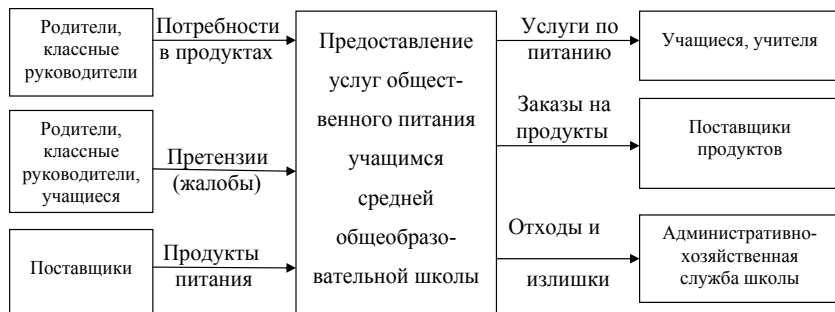 Родители,
классные
руководители
Потребности
в продуктах
Родители,
классные
руководители,
учащиеся
Претензии
(жалобы)
Поставщики
Продукты
питания
Предоставление
услуг общест-
венного питания
учащимся
средней
общеобразо-
вательной школы
Услуги по
питанию
Учащиеся, учителя
Заказы на
продукты
Поставщики
продуктов
Отходы и
излишки
Административно-
хозяйственная
служба школы